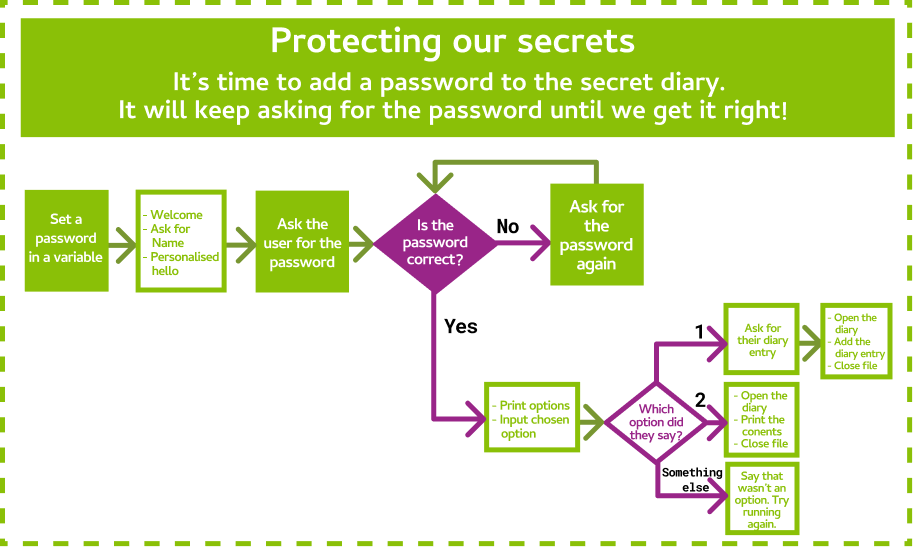 Protecting our secrets
It's time to add a password to the secret diary.
It will keep asking for the password until we get it right!
Set a
password
in a variable
- Welcome
- Ask for
Name
- Personalised
hello
Ask the
user for the
password
Is the
password
correct?
No
Ask for
the
password
again
Yes
- Print options
- Input chosen
option
Which
option did
they say?
1
Ask for
their diary
entry
- Open the
diary
- Add the
diary entry
- Close file
2
- Open the
diary
- Print the
conents
- Close file
Something
else
Say that
wasn't an
option. Try
running
again.